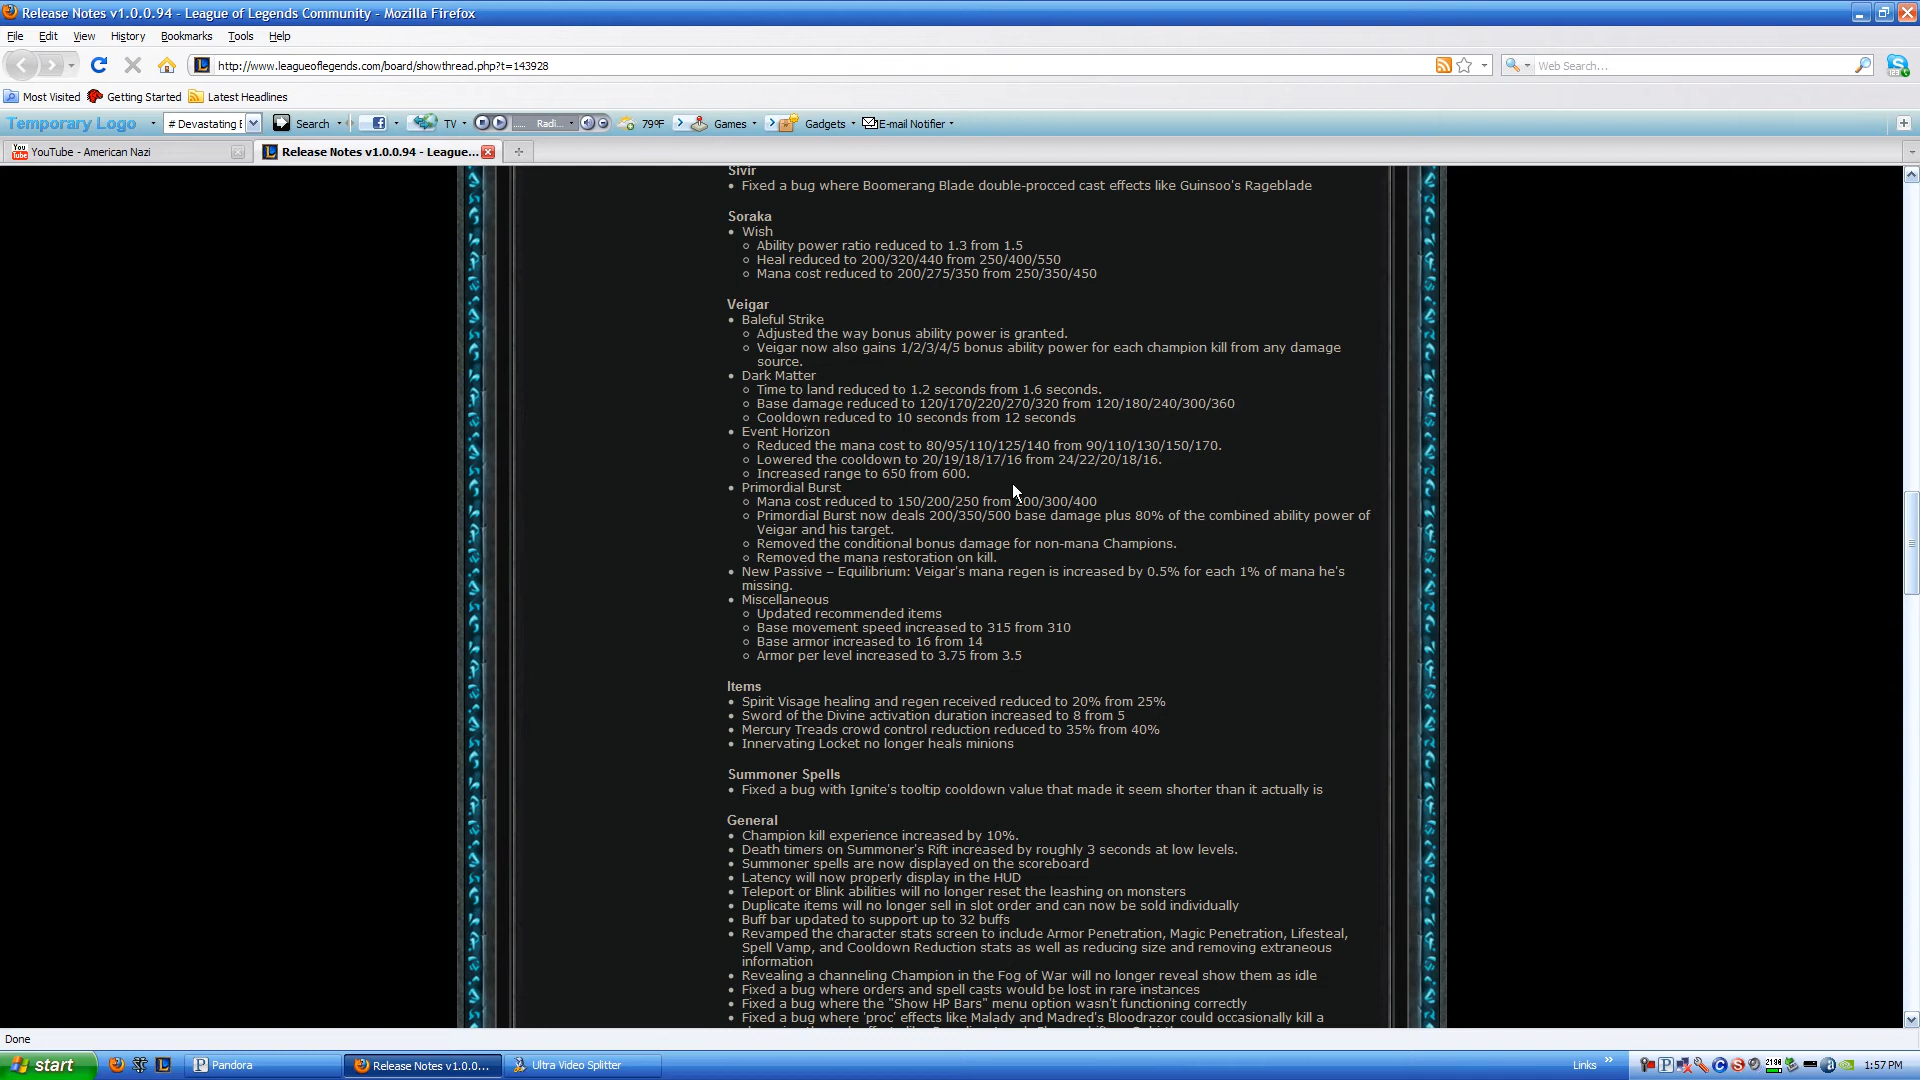 Release Notes v1.0.0.94 - League of Legends Community - Mozilla Firefox
File Edit View History Bookmarks Tools Help
http://www.leagueoflegends.com/board/showthread.php?t=143928
Web Search...
Most Visited Getting Started Latest Headlines
Temporary Logo # Devastating E Search TV Radi... 79°F Games Gadgets E-mail Notifier
YouTube - American Nazi
Release Notes v1.0.0.94 - League...
Sivir
• Fixed a bug where Boomerang Blade double-procced cast effects like Guinsoo's Rageblade
Soraka
• Wish
Ability power ratio reduced to 1.3 from 1.5
Heal reduced to 200/320/440 from 250/400/550
Mana cost reduced to 200/275/350 from 250/350/450
Veigar
• Baleful Strike
Adjusted the way bonus ability power is granted.
Veigar now also gains 1/2/3/4/5 bonus ability power for each champion kill from any damage
source.
• Dark Matter
Time to land reduced to 1.2 seconds from 1.6 seconds.
Base damage reduced to 120/170/220/270/320 from 120/180/240/300/360
Cooldown reduced to 10 seconds from 12 seconds
• Event Horizon
Reduced the mana cost to 80/95/110/125/140 from 90/110/130/150/170.
Lowered the cooldown to 20/19/18/17/16 from 24/22/20/18/16.
Increased range to 650 from 600.
• Primordial Burst
Mana cost reduced to 150/200/250 from 200/300/400
Primordial Burst now deals 200/350/500 base damage plus 80% of the combined ability power of
Veigar and his target.
Removed the conditional bonus damage for non-mana Champions.
Removed the mana restoration on kill.
• New Passive – Equilibrium: Veigar's mana regen is increased by 0.5% for each 1% of mana he's
missing.
• Miscellaneous
Updated recommended items
Base movement speed increased to 315 from 310
Base armor increased to 16 from 14
Armor per level increased to 3.75 from 3.5
Items
• Spirit Visage healing and regen received reduced to 20% from 25%
• Sword of the Divine activation duration increased to 8 from 5
• Mercury Treads crowd control reduction reduced to 35% from 40%
• Innervating Locket no longer heals minions
Summoner Spells
• Fixed a bug with Ignite's tooltip cooldown value that made it seem shorter than it actually is
General
• Champion kill experience increased by 10%.
• Death timers on Summoner's Rift increased by roughly 3 seconds at low levels.
• Summoner spells are now displayed on the scoreboard
• Latency will now properly display in the HUD
• Teleport or Blink abilities will no longer reset the leashing on monsters
• Duplicate items will no longer sell in slot order and can now be sold individually
• Buff bar updated to support up to 32 buffs
• Revamped the character stats screen to include Armor Penetration, Magic Penetration, Lifesteal,
Spell Vamp, and Cooldown Reduction stats as well as reducing size and removing extraneous
information
• Revealing a channeling Champion in the Fog of War will no longer reveal show them as idle
• Fixed a bug where orders and spell casts would be lost in rare instances
• Fixed a bug where the "Show HP Bars" menu option wasn't functioning correctly
• Fixed a bug where 'proc' effects like Malady and Madred's Bloodrazor could occasionally kill a
Done
start Pandora Release Notes v1.0.0... Ultra Video Splitter Links 1:57 PM